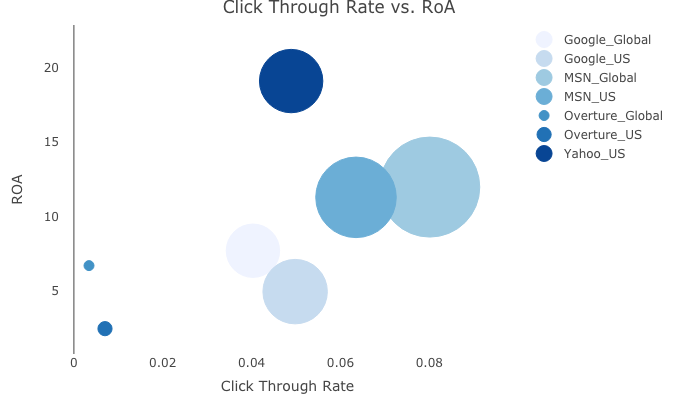 Click Through Rate vs. RoA
Google_Global
Google_US
MSN_Global
MSN_US
Overture_Global
Overture_US
Yahoo_US
20
15
10
5
ROA
0
0.02
0.04
0.06
0.08
Click Through Rate